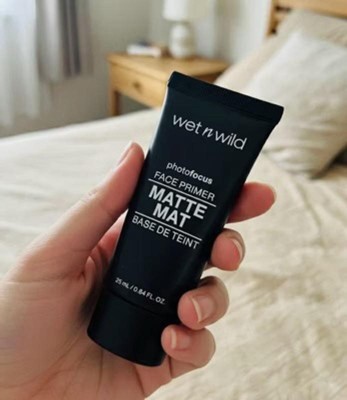 wet n wild
photofocus
FACE PRIMER
MATTE
MAT
BASE DE TEINT
25 mL / 0.84 FL. OZ.